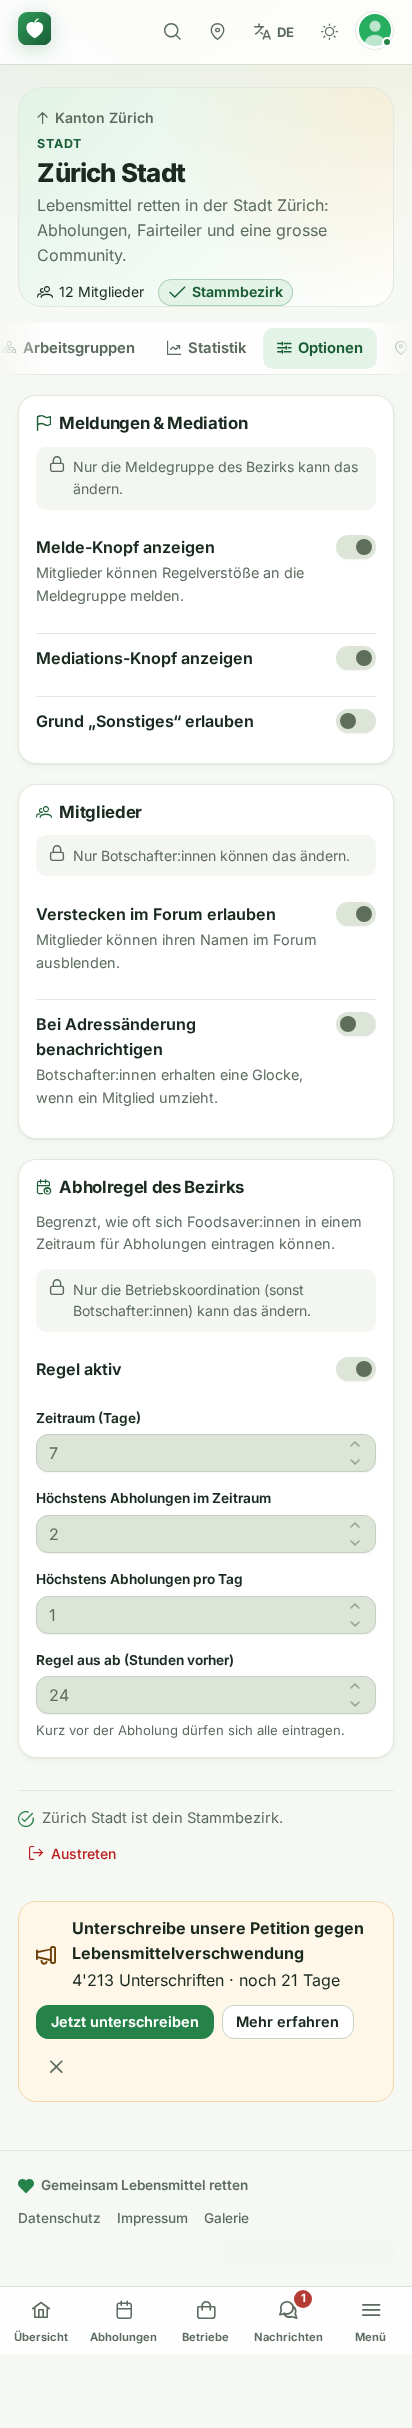 DE
Kanton Zürich
STADT
Zürich Stadt
Lebensmittel retten in der Stadt Zürich:
Abholungen, Fairteiler und eine grosse
Community.
12 Mitglieder
Stammbezirk
Arbeitsgruppen
Statistik
Optionen
Meldungen & Mediation
Nur die Meldegruppe des Bezirks kann das
ändern.
Melde-Knopf anzeigen
Mitglieder können Regelverstöße an die
Meldegruppe melden.
Mediations-Knopf anzeigen
Grund „Sonstiges“ erlauben
Mitglieder
Nur Botschafter:innen können das ändern.
Verstecken im Forum erlauben
Mitglieder können ihren Namen im Forum
ausblenden.
Bei Adressänderung
benachrichtigen
Botschafter:innen erhalten eine Glocke,
wenn ein Mitglied umzieht.
Abholregel des Bezirks
Begrenzt, wie oft sich Foodsaver:innen in einem
Zeitraum für Abholungen eintragen können.
Nur die Betriebskoordination (sonst
Botschafter:innen) kann das ändern.
Regel aktiv
Zeitraum (Tage)
7
Höchstens Abholungen im Zeitraum
2
Höchstens Abholungen pro Tag
1
Regel aus ab (Stunden vorher)
24
Kurz vor der Abholung dürfen sich alle eintragen.
Zürich Stadt ist dein Stammbezirk.
Austreten
Unterschreibe unsere Petition gegen
Lebensmittelverschwendung
4'213 Unterschriften · noch 21 Tage
Jetzt unterschreiben
Mehr erfahren
Gemeinsam Lebensmittel retten
Datenschutz
Impressum
Galerie
1
Übersicht
Abholungen
Betriebe
Nachrichten
Menü